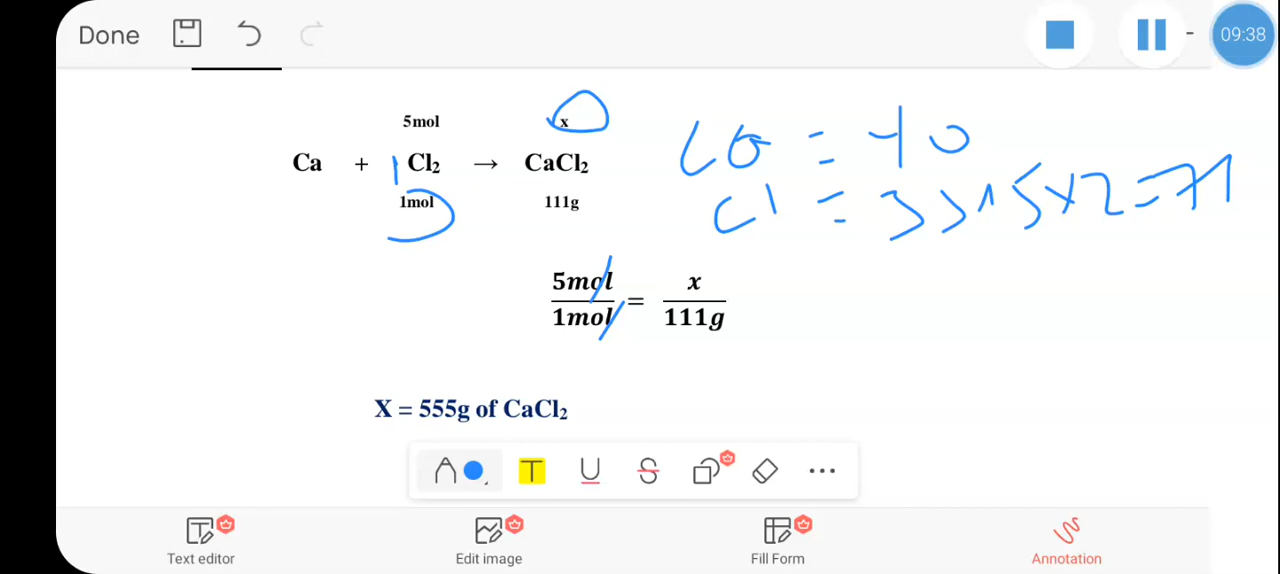 Done
09:38
5mol x
Ca + 1 Cl₂ → CaCl₂
1mol 111g
Ca = 40
Cl = 35,5×2=71
5mol / 1mol = x / 111g
X = 555g of CaCl₂
T
U
S
Text editor
Edit image
Fill Form
Annotation